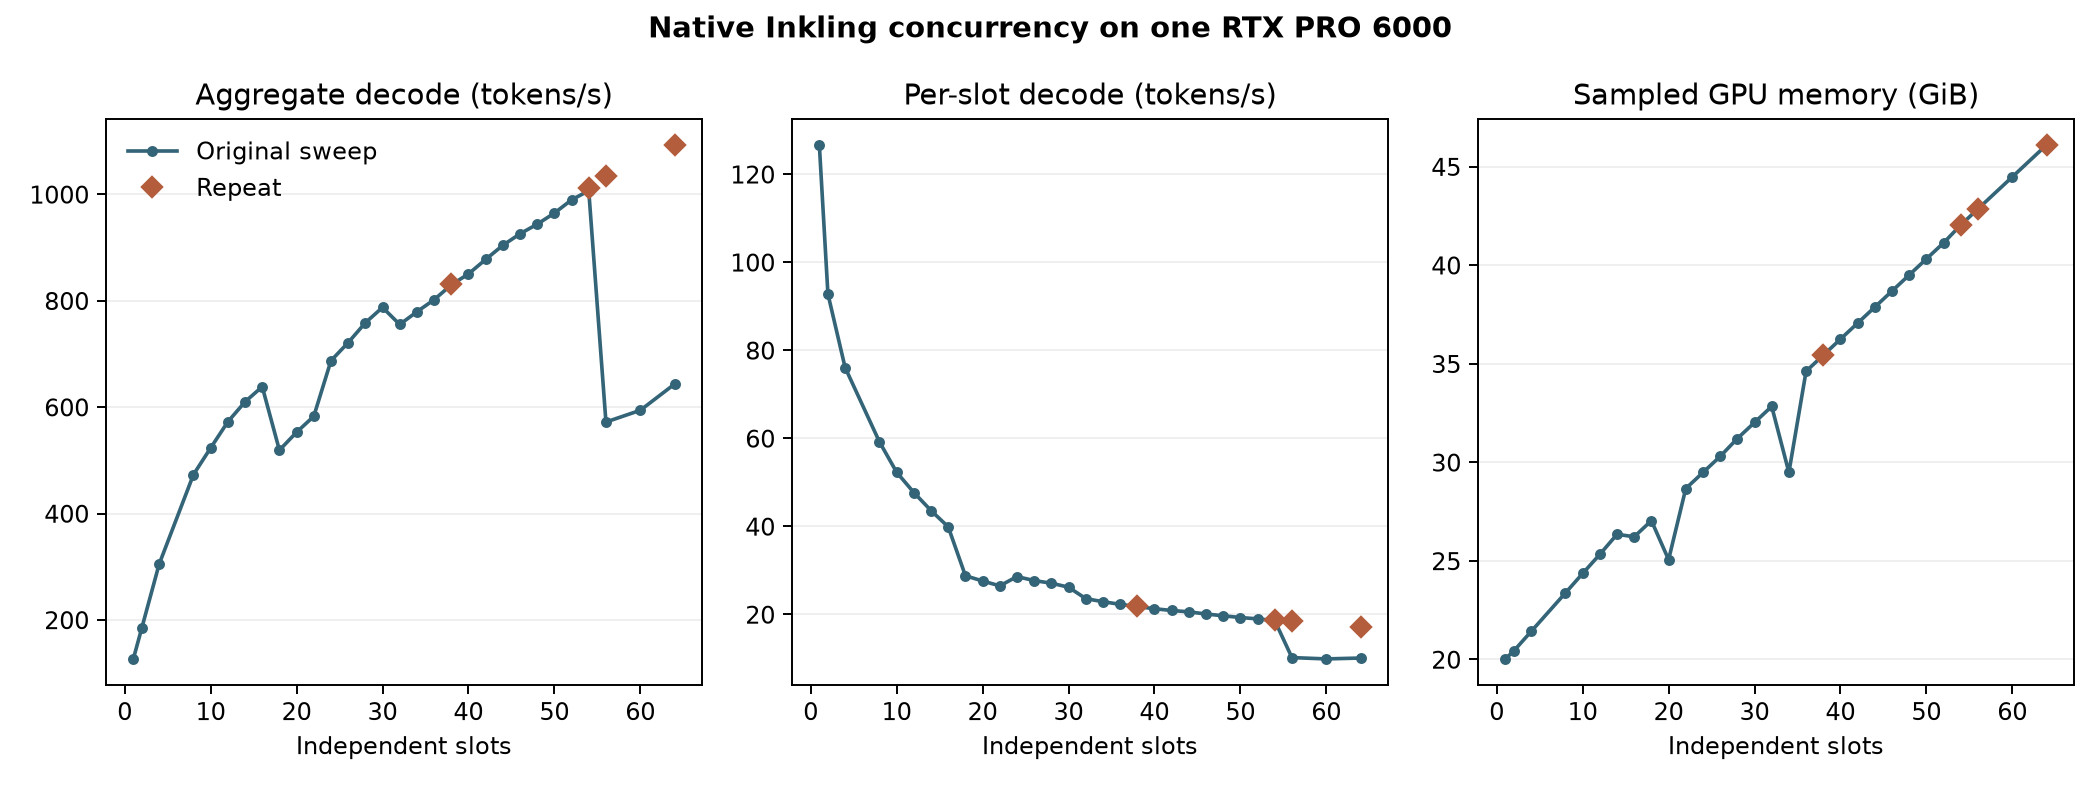 Native Inkling concurrency on one RTX PRO 6000
Aggregate decode (tokens/s)
Original sweep
Repeat
1000
800
600
400
200
0 10 20 30 40 50 60
Independent slots
Per-slot decode (tokens/s)
120
100
80
60
40
20
0 10 20 30 40 50 60
Independent slots
Sampled GPU memory (GiB)
45
40
35
30
25
20
0 10 20 30 40 50 60
Independent slots